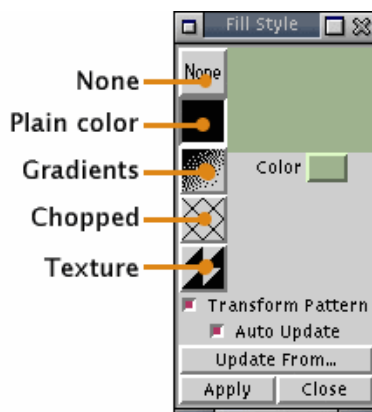 Fill Style
None
None
Plain color
Gradients
Color
Chopped
Texture
Transform Pattern
Auto Update
Update From...
Apply Close